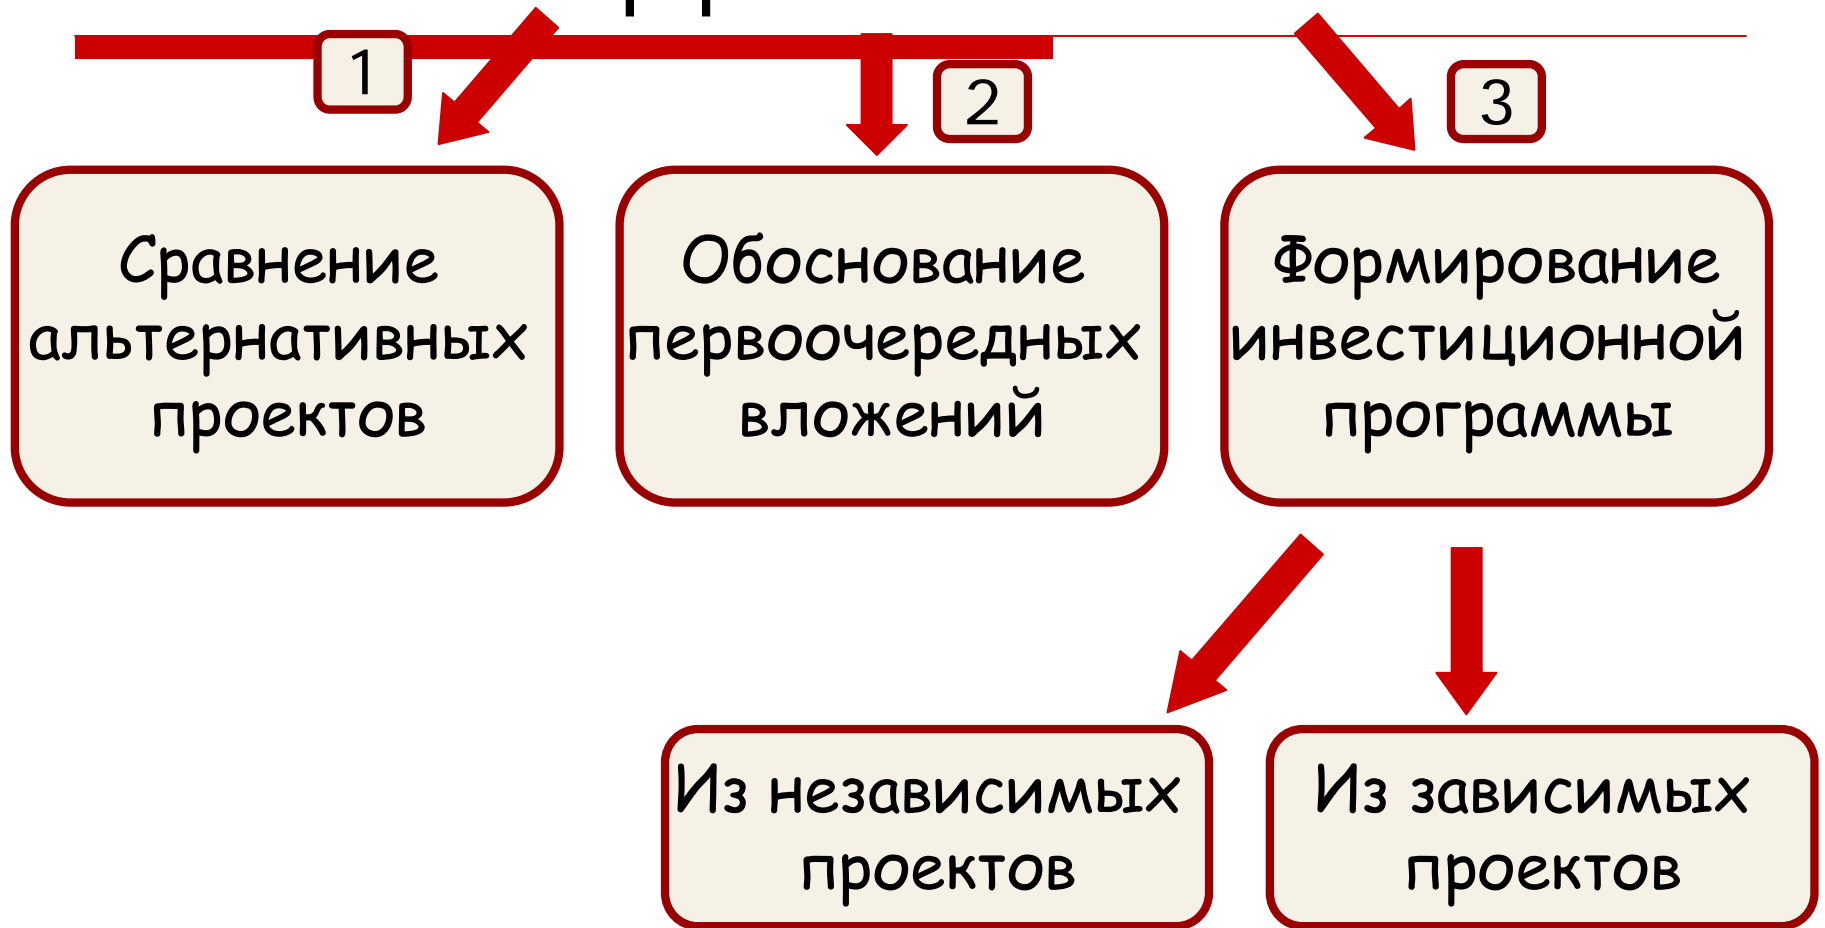 1
2
3
Сравнение
альтернативных
проектов
Обоснование
первоочередных
вложений
Формирование
инвестиционной
программы
Из независимых
проектов
Из зависимых
проектов